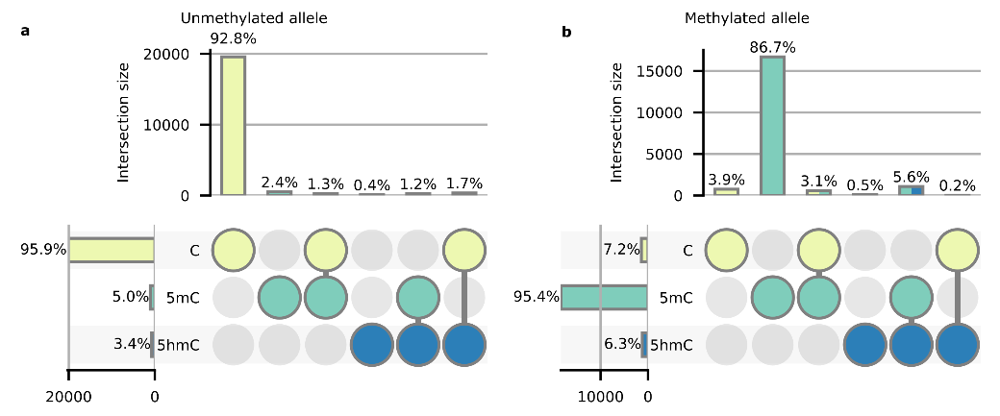 a
Unmethylated allele
92.8%
20000
10000
0
Intersection size
2.4%
1.3%
0.4%
1.2%
1.7%
95.9%
C
5.0%
5mC
3.4%
5hmC
20000
0
b
Methylated allele
86.7%
15000
10000
5000
0
Intersection size
3.9%
3.1%
0.5%
5.6%
0.2%
7.2%
C
95.4%
5mC
6.3%
5hmC
10000
0